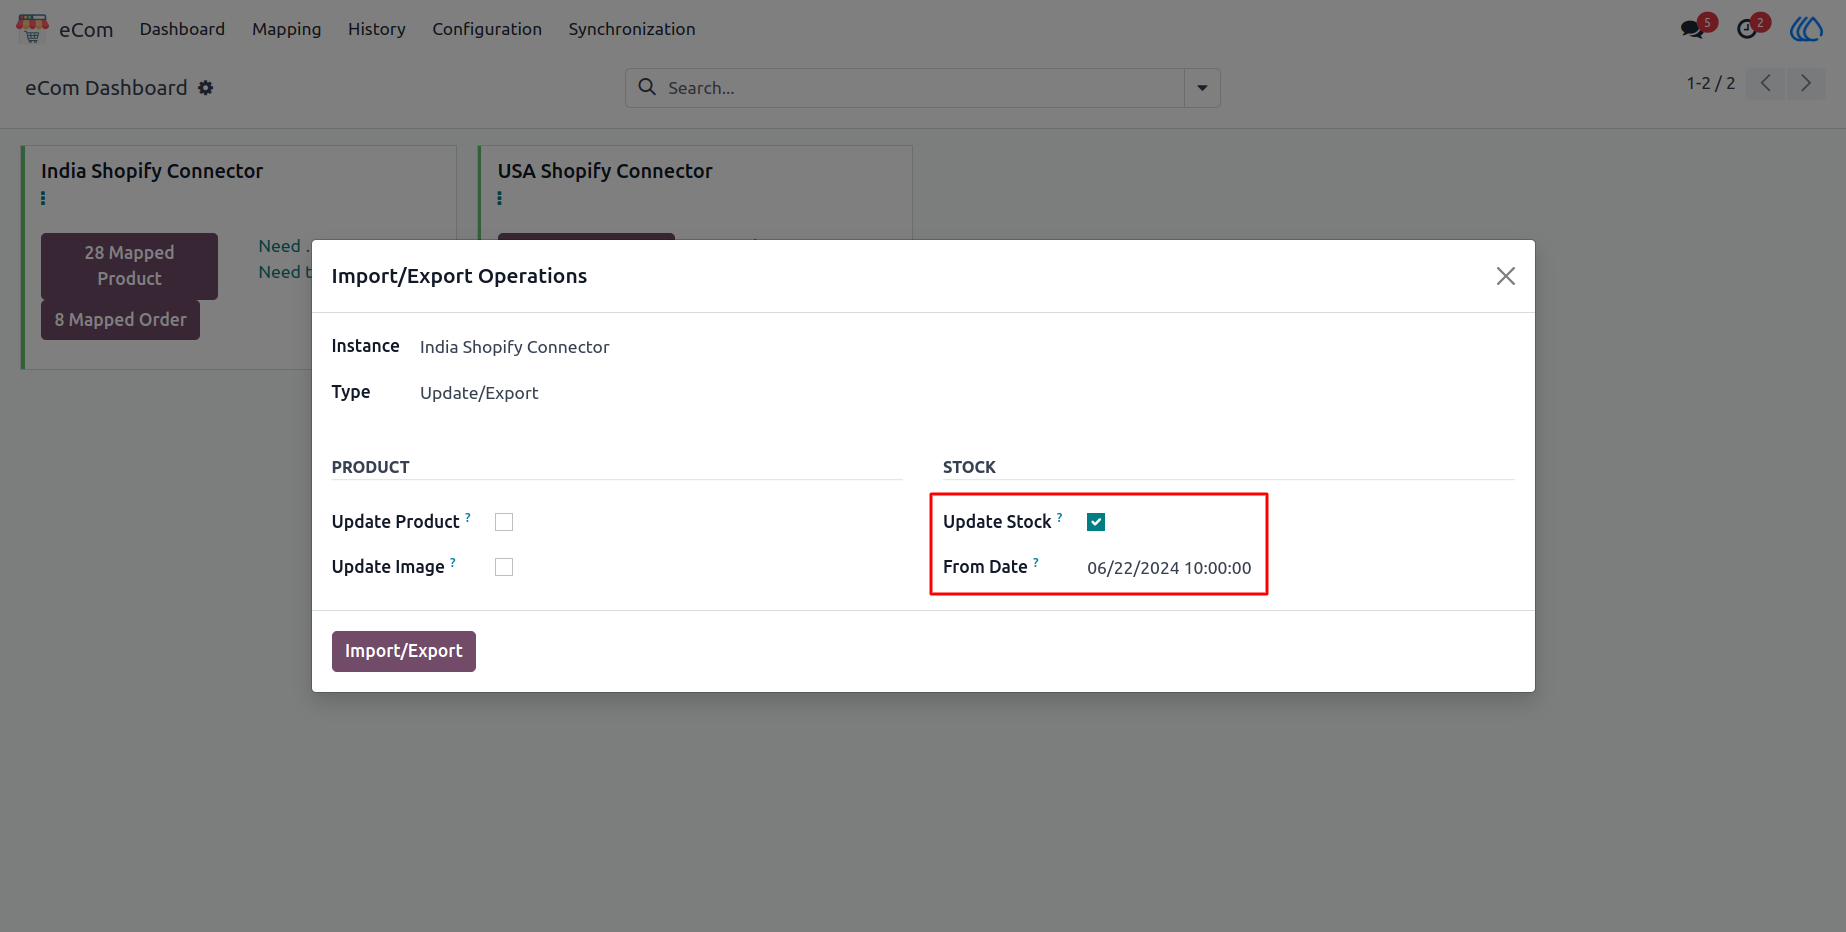 eCom Dashboard Mapping History Configuration Synchronization 5 2
eCom Dashboard Search... 1-2 / 2
India Shopify Connector USA Shopify Connector
28 Mapped Product Need .
Need
8 Mapped Order
Import/Export Operations
Instance India Shopify Connector
Type Update/Export
PRODUCT STOCK
Update Product ? Update Stock ?
Update Image ? From Date ? 06/22/2024 10:00:00
Import/Export